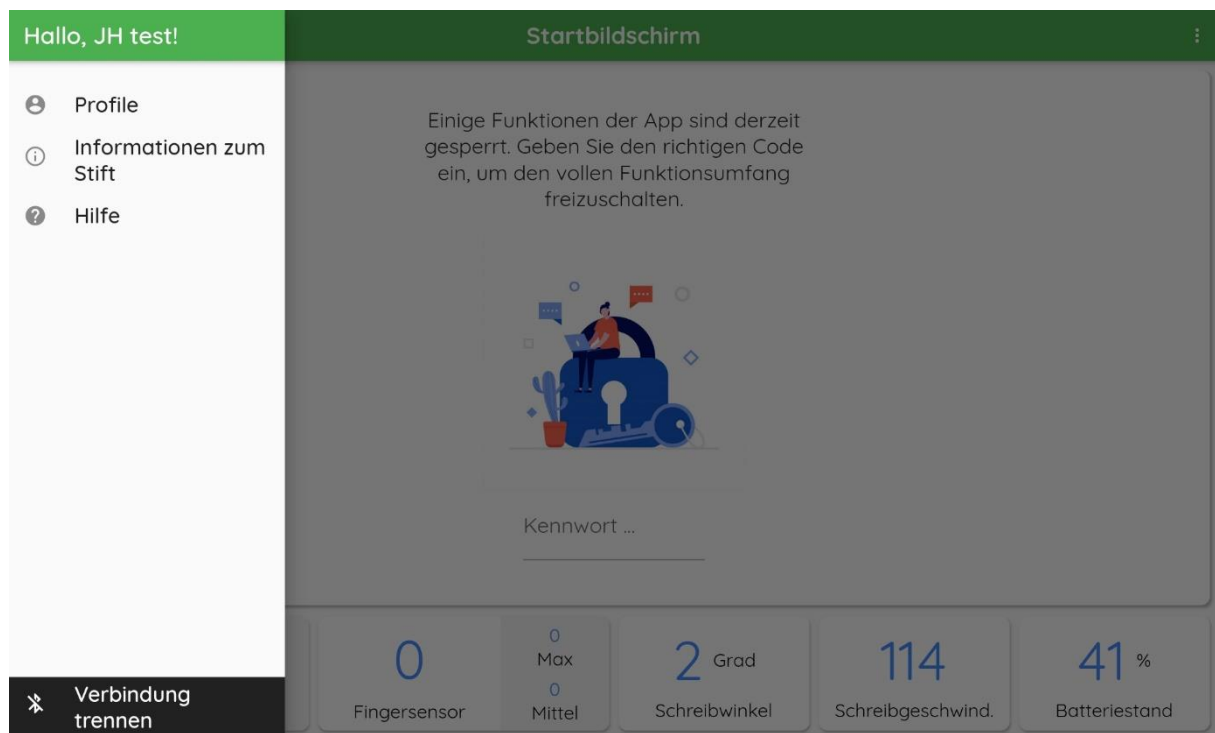 Hallo, JH test!
Startbildschirm
Profile
Informationen zum
Stift
Hilfe
Verbindung
trennen
Einige Funktionen der App sind derzeit
gesperrt. Geben Sie den richtigen Code
ein, um den vollen Funktionsumfang
freizuschalten.
Kennwort ...
0
Fingersensor
0
Max
0
Mittel
2 Grad
Schreibwinkel
114
Schreibgeschwind.
41 %
Batteriestand